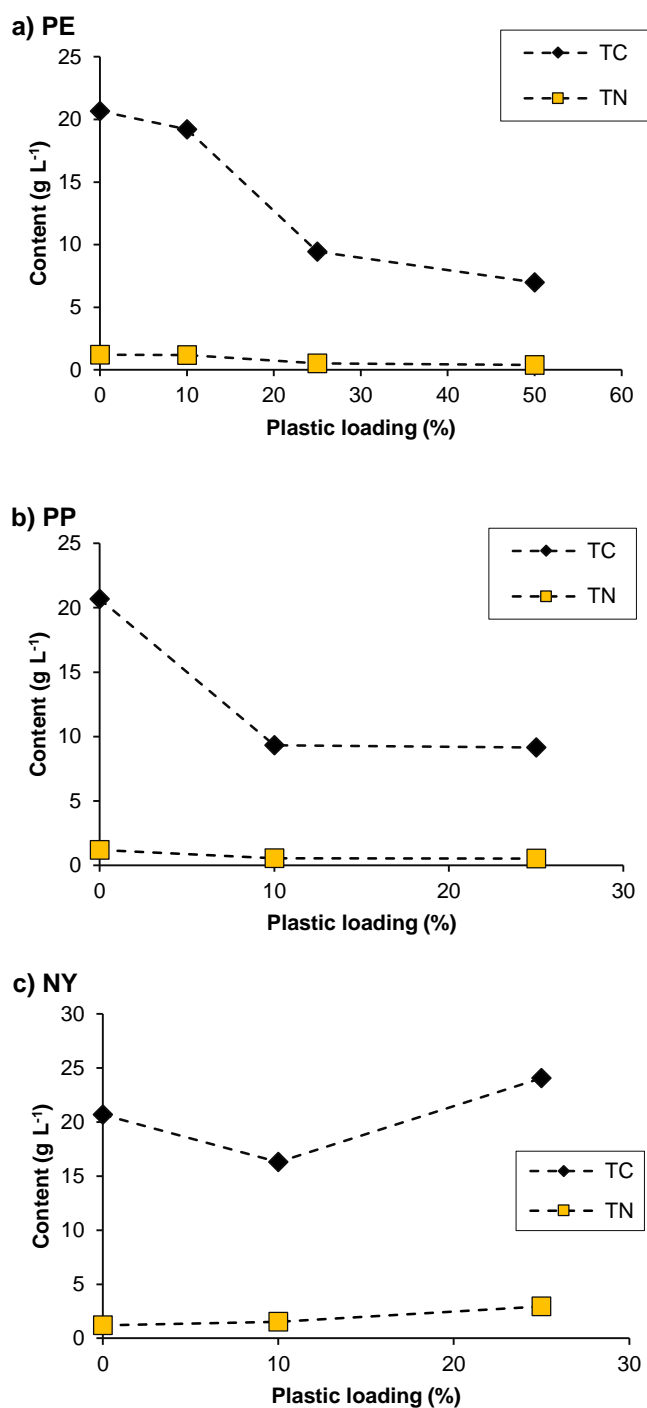 a) PE
TC
TN
Content (g L⁻¹)
25
20
15
10
5
0
0 10 20 30 40 50 60
Plastic loading (%)
b) PP
TC
TN
Content (g L⁻¹)
25
20
15
10
5
0
0 10 20 30
Plastic loading (%)
c) NY
TC
TN
Content (g L⁻¹)
30
25
20
15
10
5
0
0 10 20 30
Plastic loading (%)